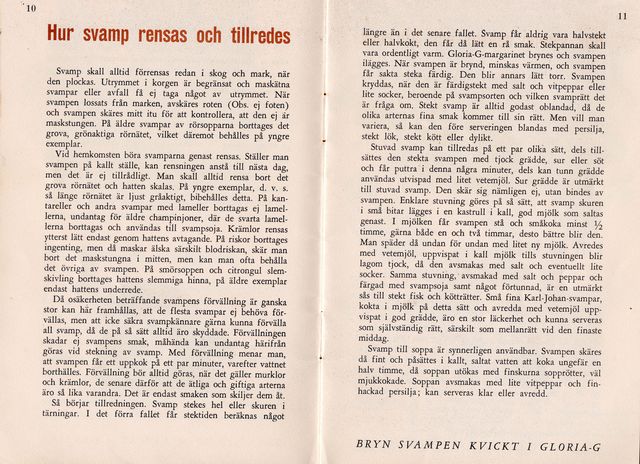 10
Hur svamp rensas och tillredes
Svamp skall alltid förrensas redan i skog och mark, när
den plockas. Utrymmet i korgen är begränsat och maskätna
svampar eller avfall få ej taga något av utrymmet. När
svampen lossats från marken, avskäres roten (Obs. ej foten)
och svampen skäres mitt itu för att kontrollera, att den ej är
maskstungen. På äldre svampar av rörsopparna borttages det
grova, grönaktiga rörnätet, vilket däremot behålles på yngre
exemplar.
Vid hemkomsten böra svamparna genast rensas. Ställer man
svampen på kallt ställe, kan rensningen anstå till nästa dag,
men det är ej tillrådligt. Man skall alltid rensa bort det
grova rörnätet och hatten skalas. På yngre exemplar, d. v. s.
så länge rörnätet är ljust gråaktigt, bibehålles detta. På kan-
tareller och andra svampar med lameller borttagas ej lamel-
lerna, undantag för äldre champinjoner, där de svarta lamel-
lerna borttagas och användas till svampsoja. Krämlor rensas
ytterst lätt endast genom hattens avtagande. På riskor borttages
ingenting, men då maskar älska särskilt blodriskan, skär man
bort det maskstungna i mitten, men kan man ofta behålla
det övriga av svampen. På smörsoppen och citrongul slem-
skivling borttages hattens slemmiga hinna, på äldre exemplar
endast hattens underrede.
Då osäkerheten beträffande svampens förvällning är ganska
stor kan här framhållas, att de flesta svampar ej behöva för-
vällas, men att icke säkra svampkännare gärna kunna förvälla
all svamp, då de på så sätt alltid äro skyddade. Förvällningen
skadar ej svampens smak, måhända kan undantag härifrån
göras vid stekning av svamp. Med förvällning menar man,
att svampen får ett uppkok på ett par minuter, varefter vattnet
borthälles. Förvällning bör alltid göras, när det gäller murklor
och krämlor, de senare därför att de ätliga och giftiga arterna
äro så lika varandra. Det är endast smaken som skiljer dem åt.
Så börjar tillredningen. Svamp stekes hel eller skuren i
tärningar. I det förra fallet får stektiden beräknas något
11
längre än i det senare fallet. Svamp får aldrig vara halvstekt
eller halvkokt, den får då lätt en rå smak. Stekpannan skall
vara ordentligt varm. Gloria-G-margarinet brynes och svampen
ilägges. När svampen är brynd, minskas värmen, och svampen
får sakta steka färdig. Den blir annars lätt torr. Svampen
kryddas, när den är färdigstekt med salt och vitpeppar eller
lite socker, beroende på svampsorten och vilken svamprätt det
är fråga om. Stekt svamp är alltid godast oblandad, då de
olika arternas fina smak kommer till sin rätt. Men vill man
variera, så kan den före serveringen blandas med persilja,
stekt lök, stekt kött eller dylikt.
Stuvad svamp kan tillredas på ett par olika sätt, dels till-
sättes den stekta svampen med tjock grädde, sur eller söt
och får puttra i denna några minuter, dels kan tunn grädde
användas utvispad med litet vetemjöl. Sur grädde är utmärkt
till stuvad svamp. Den skär sig nämligen ej, utan bindes av
svampen. Enklare stuvning göres på så sätt, att svamp skuren
i små bitar lägges i en kastrull i kall, god mjölk som saltas
genast. I mjölken får svampen stå och småkoka minst ½
timme, gärna både en och två timmar, desto bättre blir den.
Man späder då undan för undan med litet ny mjölk. Avredes
med vetemjöl, uppvispat i kall mjölk tills stuvningen blir
lagom tjock, då den avsmakas med salt och eventuellt lite
socker. Samma stuvning, avsmakad med salt och peppar och
färgad med svampsoja samt något förtunnad, är en utmärkt
sås till stekt fisk och kötträtter. Små fina Karl-Johan-svampar,
kokta i mjölk på detta sätt och avredda med vetemjöl upp-
vispat i god grädde, äro en stor läckerhet och kunna serveras
som självständig rätt, särskilt som mellanrätt vid den finaste
middag.
Svamp till soppa är synnerligen användbar. Svampen skäres
då fint och påsättes i kallt, saltat vatten att koka ungefär en
halv timme, då soppan utökas med finskurna sopprötter, väl
mjukkokade. Soppan avsmakas med lite vitpeppar och fin-
hackad persilja; kan serveras klar eller avredd.
BRYN SVAMPEN KVICKT I GLORIA-G